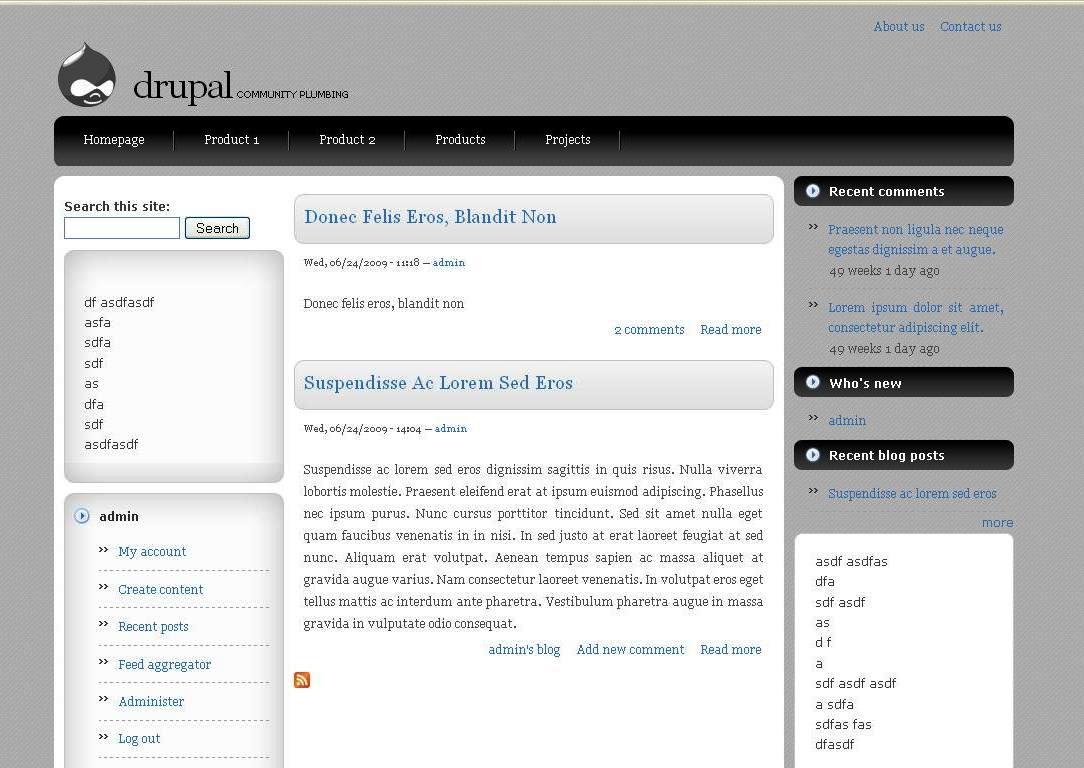 About us Contact us
drupal COMMUNITY PLUMBING
Homepage Product 1 Product 2 Products Projects
Search this site:
Search
df asdfasdf
asfa
sdfa
sdf
as
dfa
sdf
asdfasdf
admin
>> My account
>> Create content
>> Recent posts
>> Feed aggregator
>> Administer
>> Log out
Donec Felis Eros, Blandit Non
Wed, 06/24/2009 - 11:18 — admin
Donec felis eros, blandit non
2 comments Read more
Suspendisse Ac Lorem Sed Eros
Wed, 06/24/2009 - 14:04 — admin
Suspendisse ac lorem sed eros dignissim sagittis in quis risus. Nulla viverra
lobortis molestie. Praesent eleifend erat at ipsum euismod adipiscing. Phasellus
nec ipsum purus. Nunc cursus porttitor tincidunt. Sed sit amet nulla eget
quam faucibus venenatis in in nisi. In sed justo at erat laoreet feugiat at sed
nunc. Aliquam erat volutpat. Aenean tempus sapien ac massa aliquet at
gravida augue varius. Nam consectetur laoreet venenatis. In volutpat eros eget
tellus mattis ac interdum ante pharetra. Vestibulum pharetra augue in massa
gravida in vulputate odio consequat.
admin's blog Add new comment Read more
Recent comments
>> Praesent non ligula nec neque
egestas dignissim a et augue.
49 weeks 1 day ago
>> Lorem ipsum dolor sit amet,
consectetur adipiscing elit.
49 weeks 1 day ago
Who's new
>> admin
Recent blog posts
>> Suspendisse ac lorem sed eros
more
asdf asdfas
dfa
sdf asdf
as
d f
a
sdf asdf asdf
a sdfa
sdfas fas
dfasdf